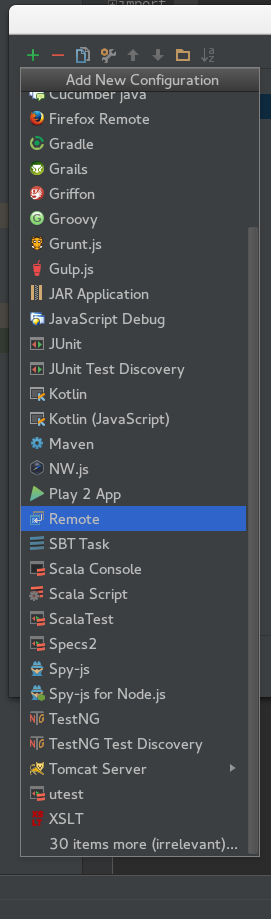 import
Add New Configuration
Cucumber java
Firefox Remote
Gradle
Grails
Griffon
Groovy
Grunt.js
Gulp.js
JAR Application
JavaScript Debug
JUnit
JUnit Test Discovery
Kotlin
Kotlin (JavaScript)
Maven
NW.js
Play 2 App
Remote
SBT Task
Scala Console
Scala Script
ScalaTest
Specs2
Spy-js
Spy-js for Node.js
TestNG
TestNG Test Discovery
Tomcat Server
utest
XSLT
30 items more (irrelevant)...